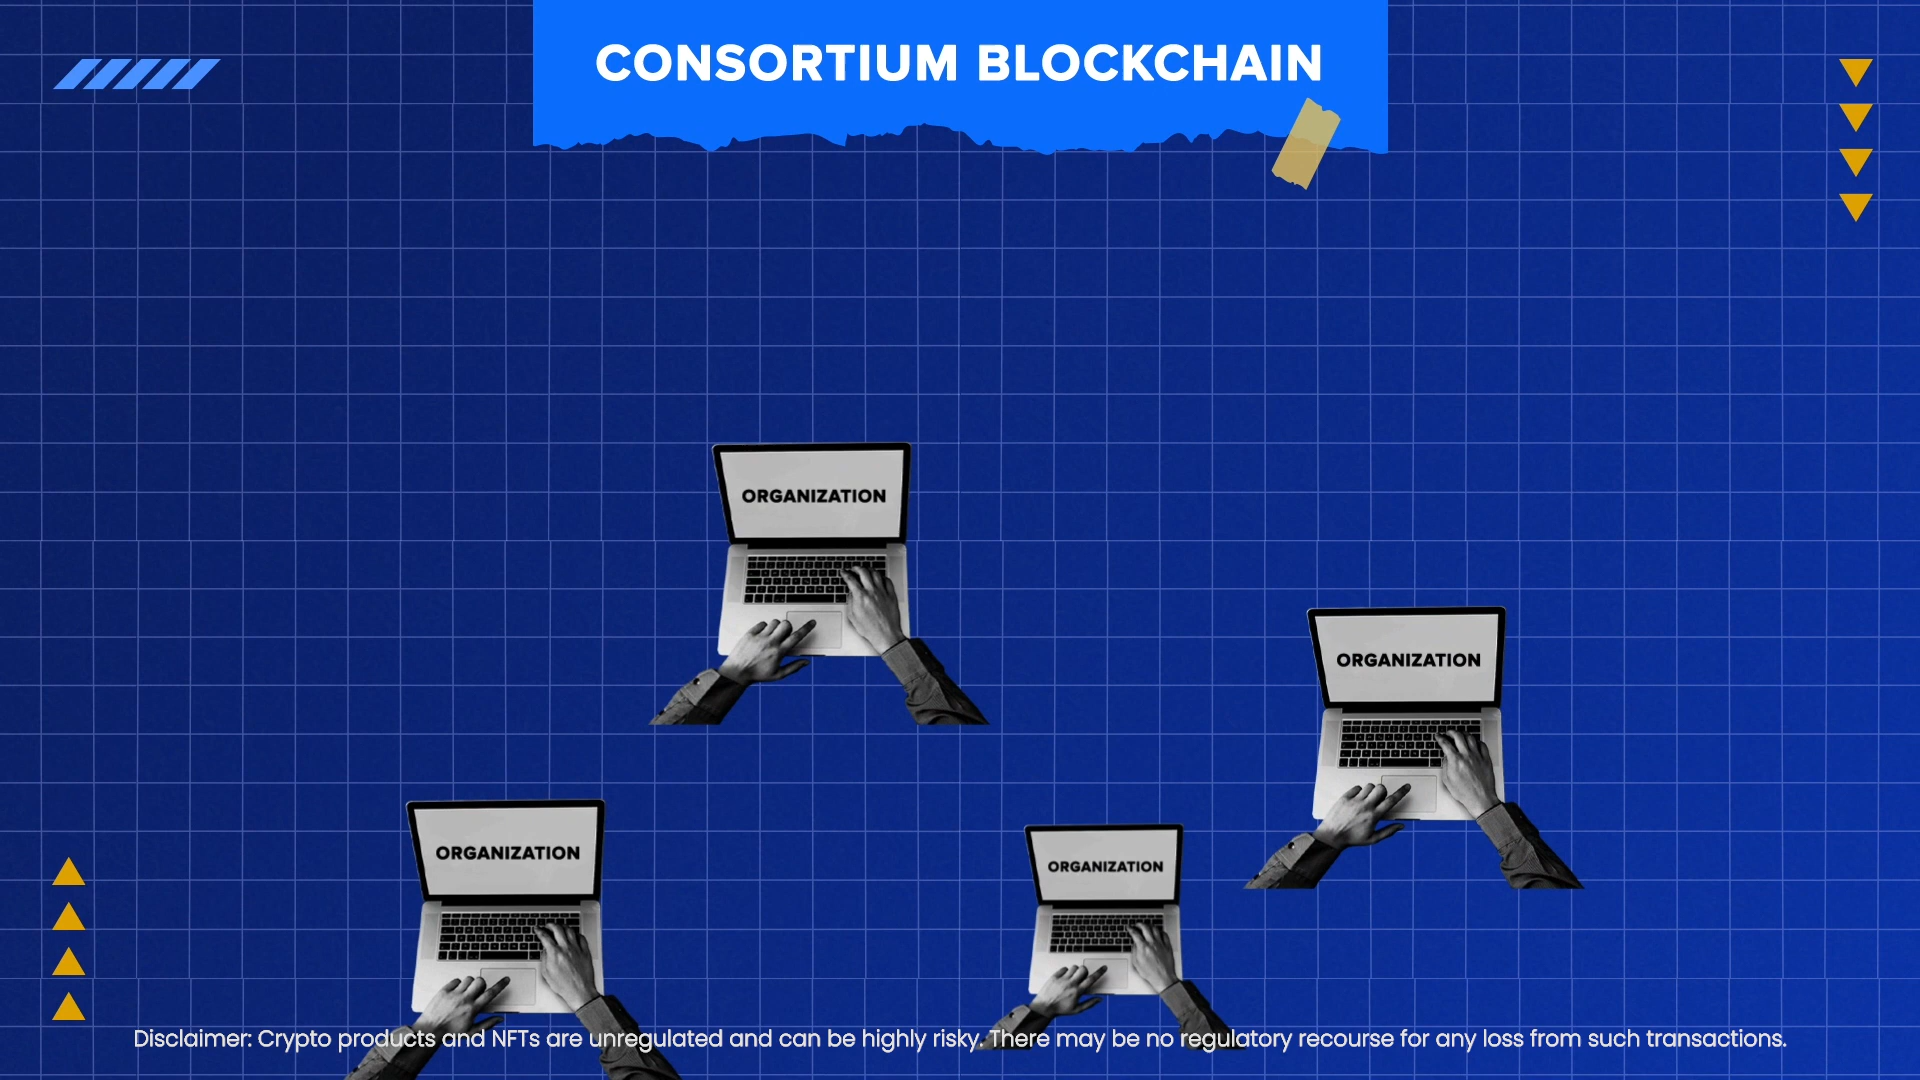 CONSORTIUM BLOCKCHAIN
ORGANIZATION
ORGANIZATION
ORGANIZATION
ORGANIZATION
Disclaimer: Crypto products and NFTs are unregulated and can be highly risky. There may be no regulatory recourse for any loss from such transactions.